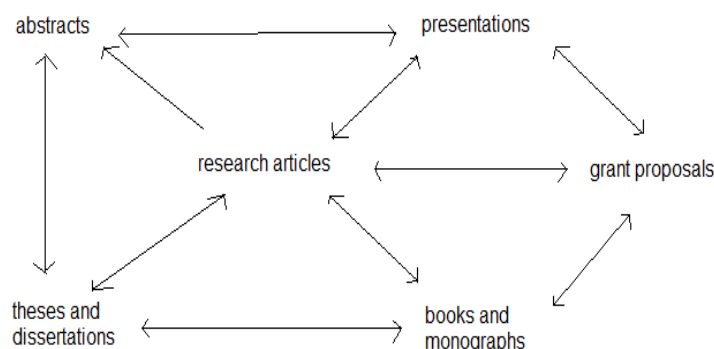 abstracts
presentations
research articles
grant proposals
theses and
dissertations
books and
monographs